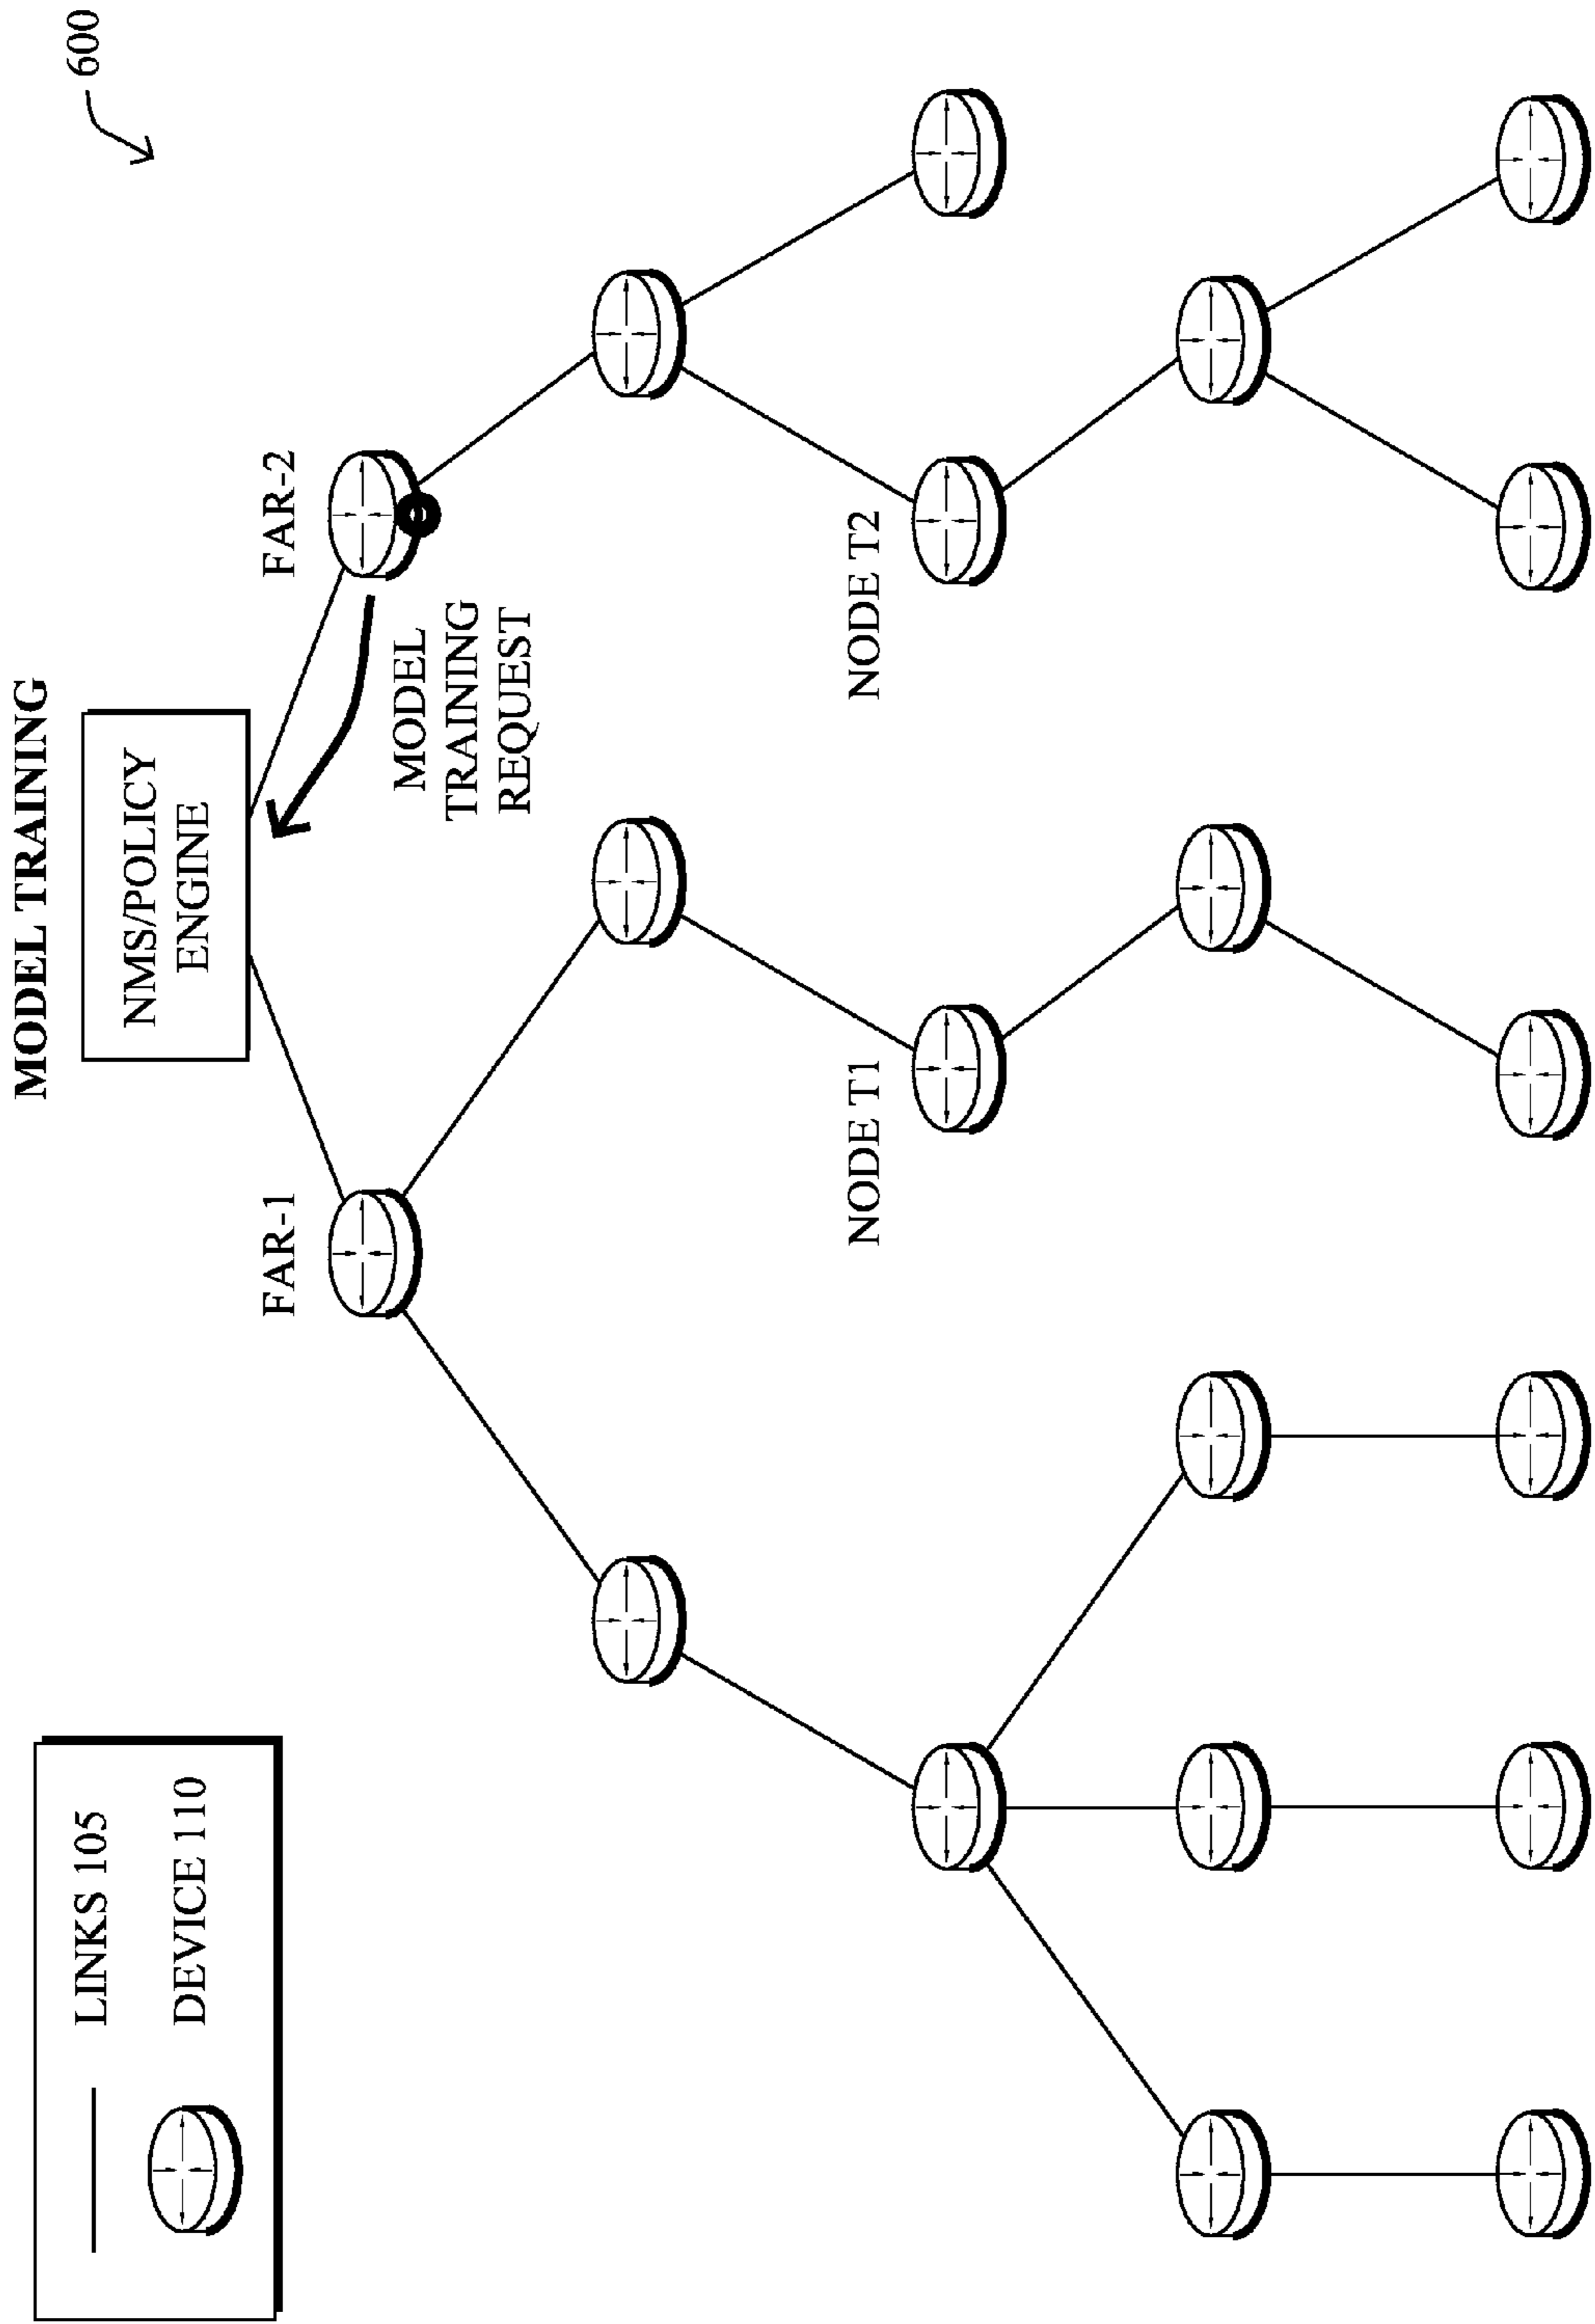 LINKS 105
DEVICE 110
MODEL TRAINING
600
NMS/POLICY
ENGINE
FAR-1
FAR-2
MODEL
TRAINING
REQUEST
NODE T1
NODE T2